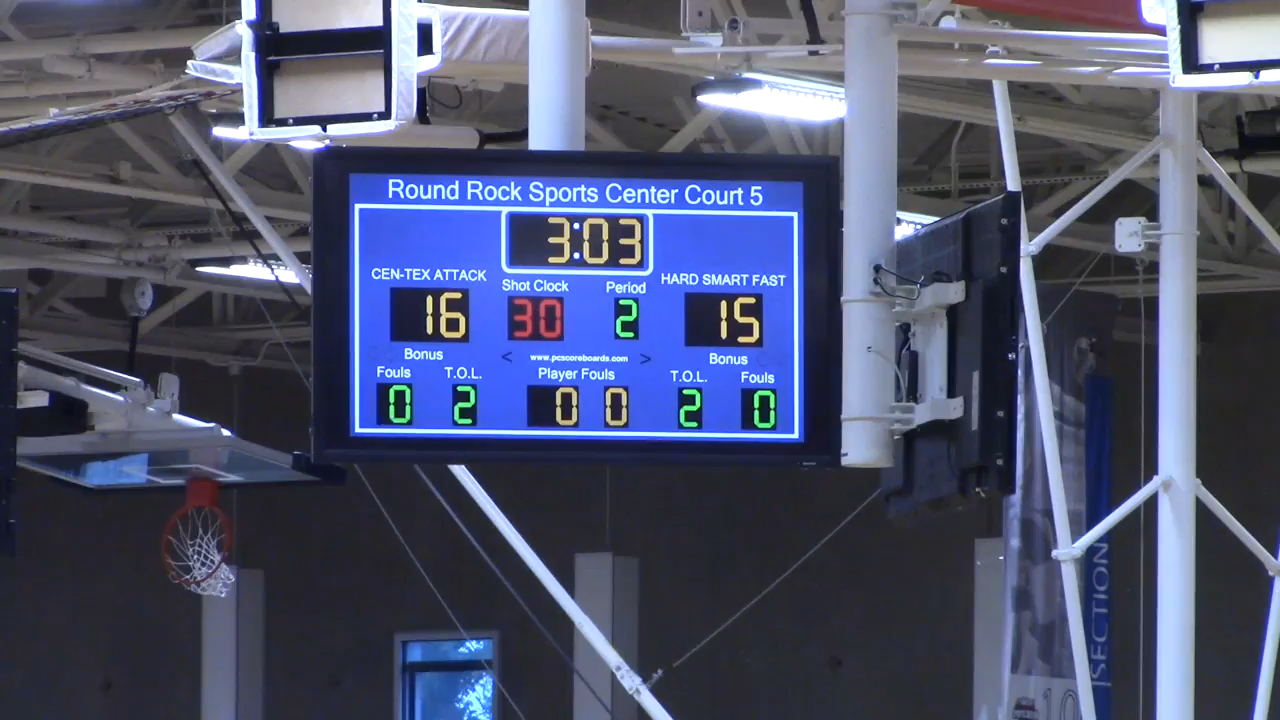 Round Rock Sports Center Court 5
3:03
CEN-TEX ATTACK
Shot Clock
Period
HARD SMART FAST
16
30
2
15
Bonus
< www.pcscoreboards.com >
Bonus
Fouls
T.O.L.
Player Fouls
T.O.L.
Fouls
0
2
0
0
2
0
SECTION